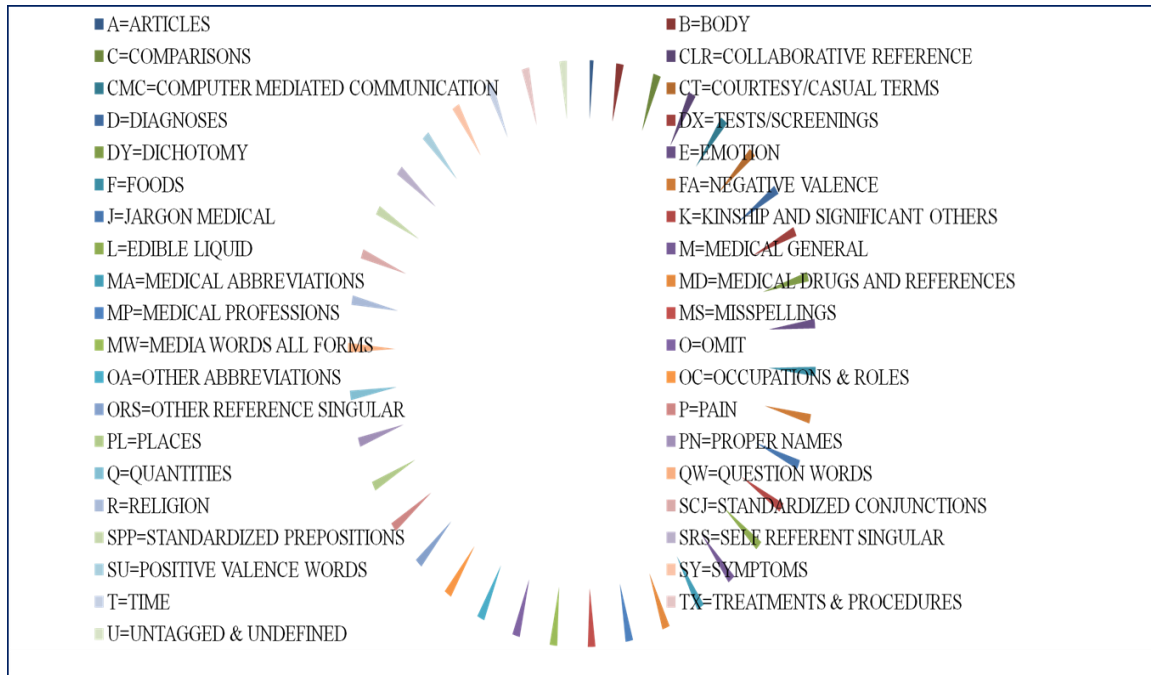 A=ARTICLES
B=BODY
C=COMPARISONS
CLR=COLLABORATIVE REFERENCE
CMC=COMPUTER MEDIATED COMMUNICATION
CT=COURTESY/CASUAL TERMS
D=DIAGNOSES
DX=TESTS/SCREENINGS
DY=DICHOTOMY
E=EMOTION
F=FOODS
FA=NEGATIVE VALENCE
J=JARGON MEDICAL
K=KINSHIP AND SIGNIFICANT OTHERS
L=EDIBLE LIQUID
M=MEDICAL GENERAL
MA=MEDICAL ABBREVIATIONS
MD=MEDICAL DRUGS AND REFERENCES
MP=MEDICAL PROFESSIONS
MS=MISSPELLINGS
MW=MEDIA WORDS ALL FORMS
O=OMIT
OA=OTHER ABBREVIATIONS
OC=OCCUPATIONS & ROLES
ORS=OTHER REFERENCE SINGULAR
P=PAIN
PL=PLACES
PN=PROPER NAMES
Q=QUANTITIES
QW=QUESTION WORDS
R=RELIGION
SCJ=STANDARDIZED CONJUNCTIONS
SPP=STANDARDIZED PREPOSITIONS
SRS=SELF REFERENT SINGULAR
SU=POSITIVE VALENCE WORDS
SY=SYMPTOMS
T=TIME
TX=TREATMENTS & PROCEDURES
U=UNTAGGED & UNDEFINED